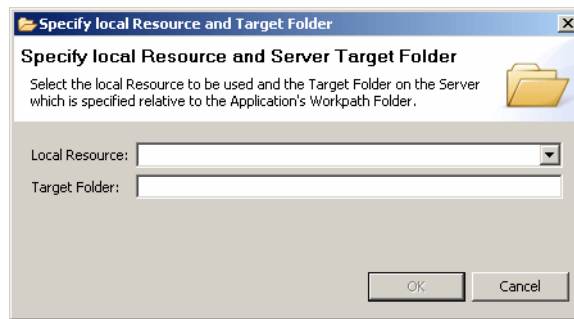 Specify local Resource and Target Folder
Specify local Resource and Server Target Folder
Select the local Resource to be used and the Target Folder on the Server
which is specified relative to the Application's Workpath Folder.
Local Resource:
Target Folder:
OK
Cancel